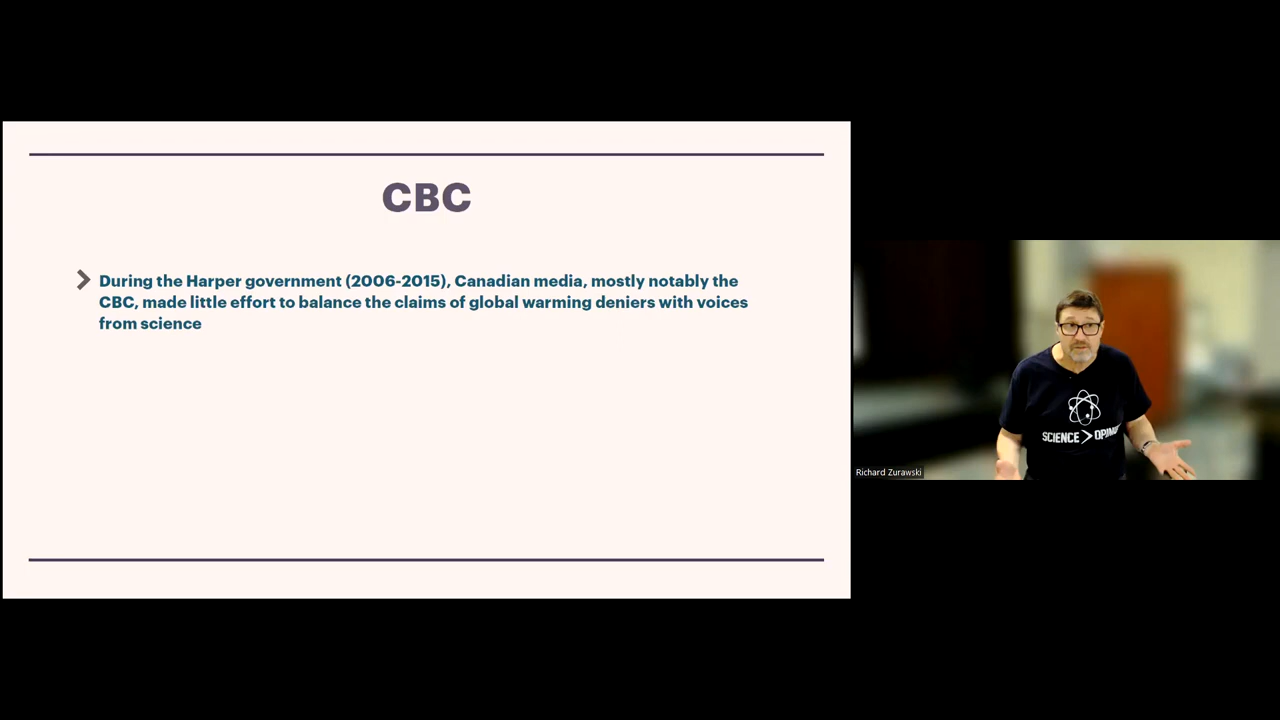 CBC
During the Harper government (2006-2015), Canadian media, mostly notably the
CBC, made little effort to balance the claims of global warming deniers with voices
from science
SCIENCE > 
Richard Zurawski